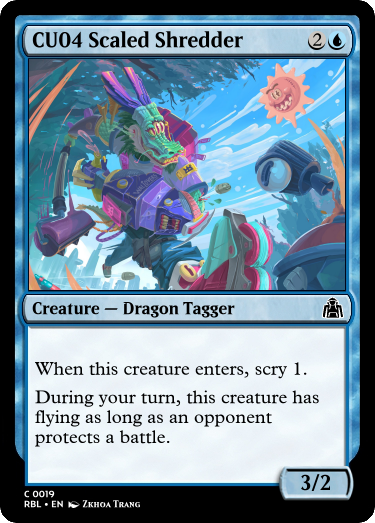 CU04 Scaled Shredder 2
Creature — Dragon Tagger
When this creature enters, scry 1.
During your turn, this creature has
flying as long as an opponent
protects a battle.
3/2
C 0019
RBL • EN Zkhoa Trang